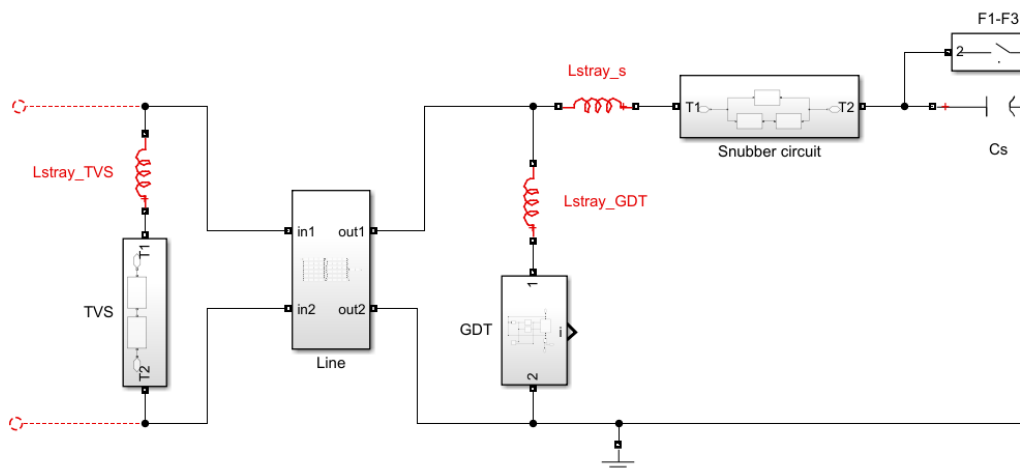 F1-F3
2
Lstray_s
T1
T2
Snubber circuit
Cs
Lstray_TVS
Lstray_GDT
in1
out1
in2
out2
Line
T1
TVS
T2
1
GDT
2